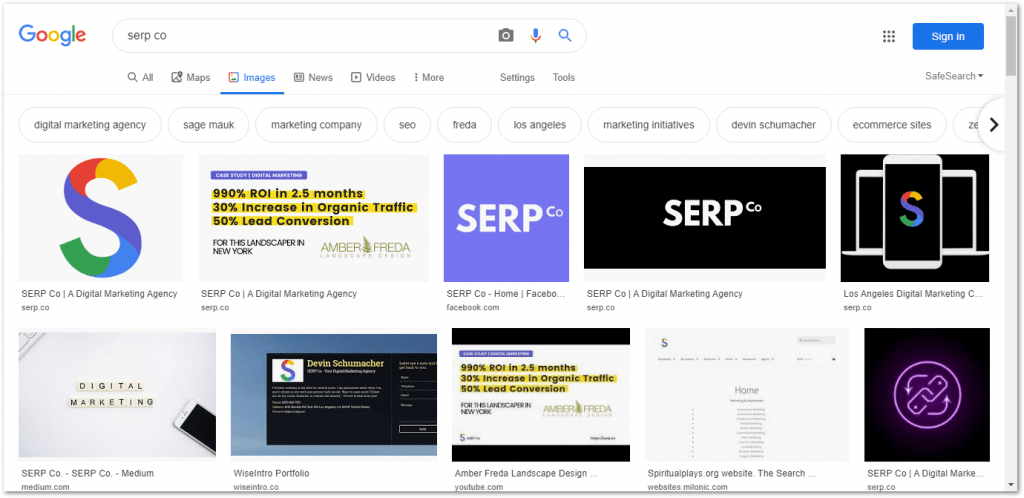 Google
serp co
Sign in
All
Maps
Images
News
Videos
More
Settings
Tools
SafeSearch
digital marketing agency
sage mauk
marketing company
seo
freda
los angeles
marketing initiatives
devin schumacher
ecommerce sites
CASE STUDY | DIGITAL MARKETING
990% ROI in 2.5 months
30% Increase in Organic Traffic
50% Lead Conversion
FOR THIS LANDSCAPER IN
NEW YORK
AMBER FREDA
LANDSCAPE DESIGN
SERP Co
SERP Co
SERP Co | A Digital Marketing Agency
serp.co
SERP Co | A Digital Marketing Agency
serp.co
SERP Co - Home | Facebo...
facebook.com
SERP Co | A Digital Marketing Agency
serp.co
Los Angeles Digital Marketing C...
serp.co
DIGITAL
MARKETING
Devin Schumacher
SERP Co - Your Digital Marketing Agency
CASE STUDY | DIGITAL MARKETING
990% ROI in 2.5 months
30% Increase in Organic Traffic
50% Lead Conversion
FOR THIS LANDSCAPER IN
NEW YORK
AMBER FREDA
LANDSCAPE DESIGN
SERP Co
https://serp.co
Home
SERP Co. - SERP Co. - Medium
medium.com
WiseIntro Portfolio
wiseintro.co
Amber Freda Landscape Design ...
youtube.com
Spiritualplays.org website. The Search ...
websites.milonic.com
SERP Co | A Digital Marke...
serp.co